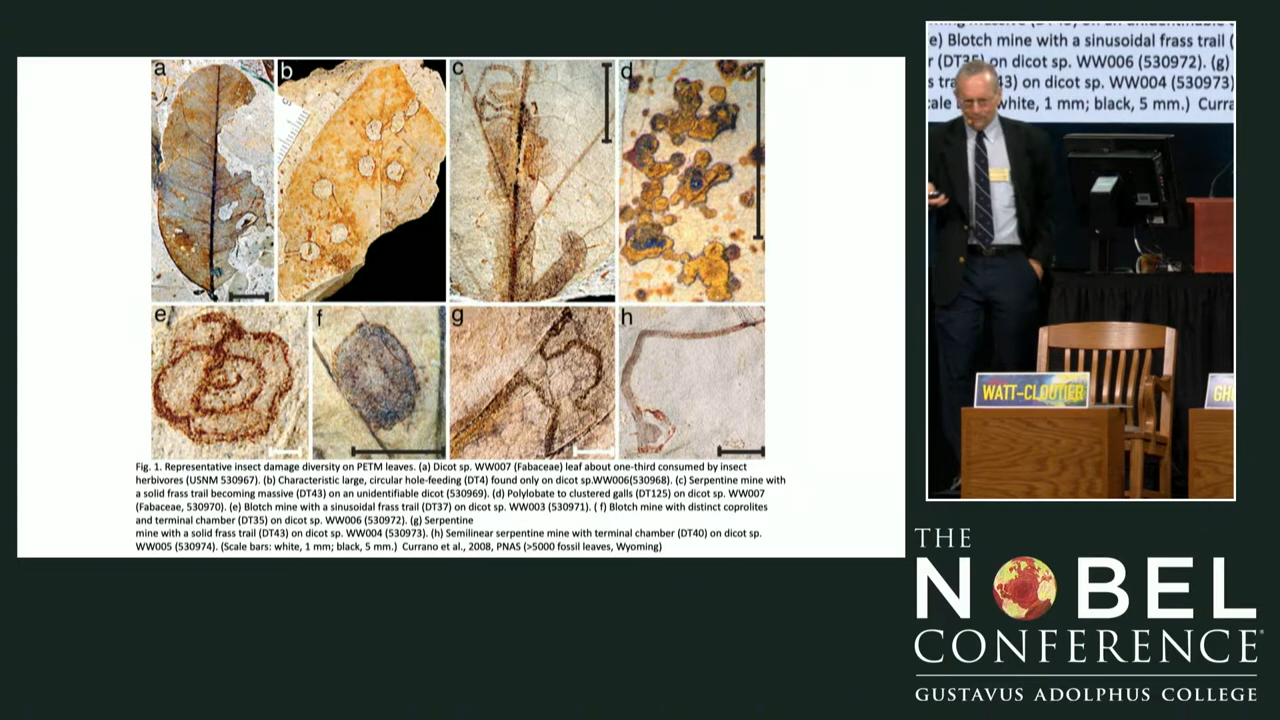 a
b
c
d
e
f
g
h
Fig. 1. Representative insect damage diversity on PETM leaves. (a) Dicot sp. WW007 (Fabaceae) leaf about one-third consumed by insect
herbivores (USNM 530967). (b) Characteristic large, circular hole-feeding (DT4) found only on dicot sp.WW006(530968). (c) Serpentine mine with
a solid frass trail becoming massive (DT43) on an unidentifiable dicot (530969). (d) Polylobate to clustered galls (DT125) on dicot sp. WW007
(Fabaceae, 530970). (e) Blotch mine with a sinusoidal frass trail (DT37) on dicot sp. WW003 (530971). ( f) Blotch mine with distinct coprolites
and terminal chamber (DT35) on dicot sp. WW006 (530972). (g) Serpentine
mine with a solid frass trail (DT43) on dicot sp. WW004 (530973). (h) Semilinear serpentine mine with terminal chamber (DT40) on dicot sp.
WW005 (530974). (Scale bars: white, 1 mm; black, 5 mm.) Currano et al., 2008, PNAS (>5000 fossil leaves, Wyoming)
e) Blotch mine with a sinusoidal frass trail (
r (DT35) on dicot sp. WW006 (530972). (g)
43) on dicot sp. WW004 (530973)
white, 1 mm; black, 5 mm.) Curra
WATT-CLOUTIER
GH
THE
NOBEL
CONFERENCE
GUSTAVUS ADOLPHUS COLLEGE